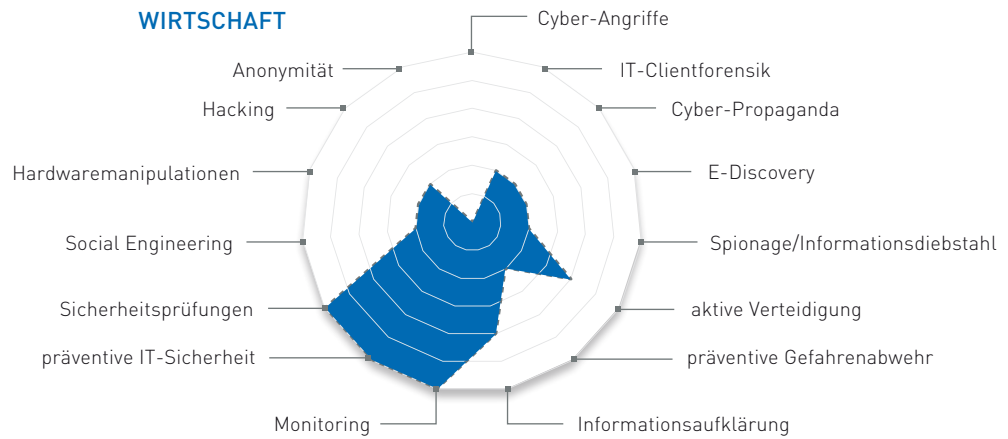 WIRTSCHAFT
Cyber-Angriffe
Anonymität
IT-Clientforensik
Hacking
Cyber-Propaganda
Hardwaremanipulationen
E-Discovery
Social Engineering
Spionage/Informationsdiebstahl
Sicherheitsprüfungen
aktive Verteidigung
präventive IT-Sicherheit
präventive Gefahrenabwehr
Monitoring
Informationsaufklärung